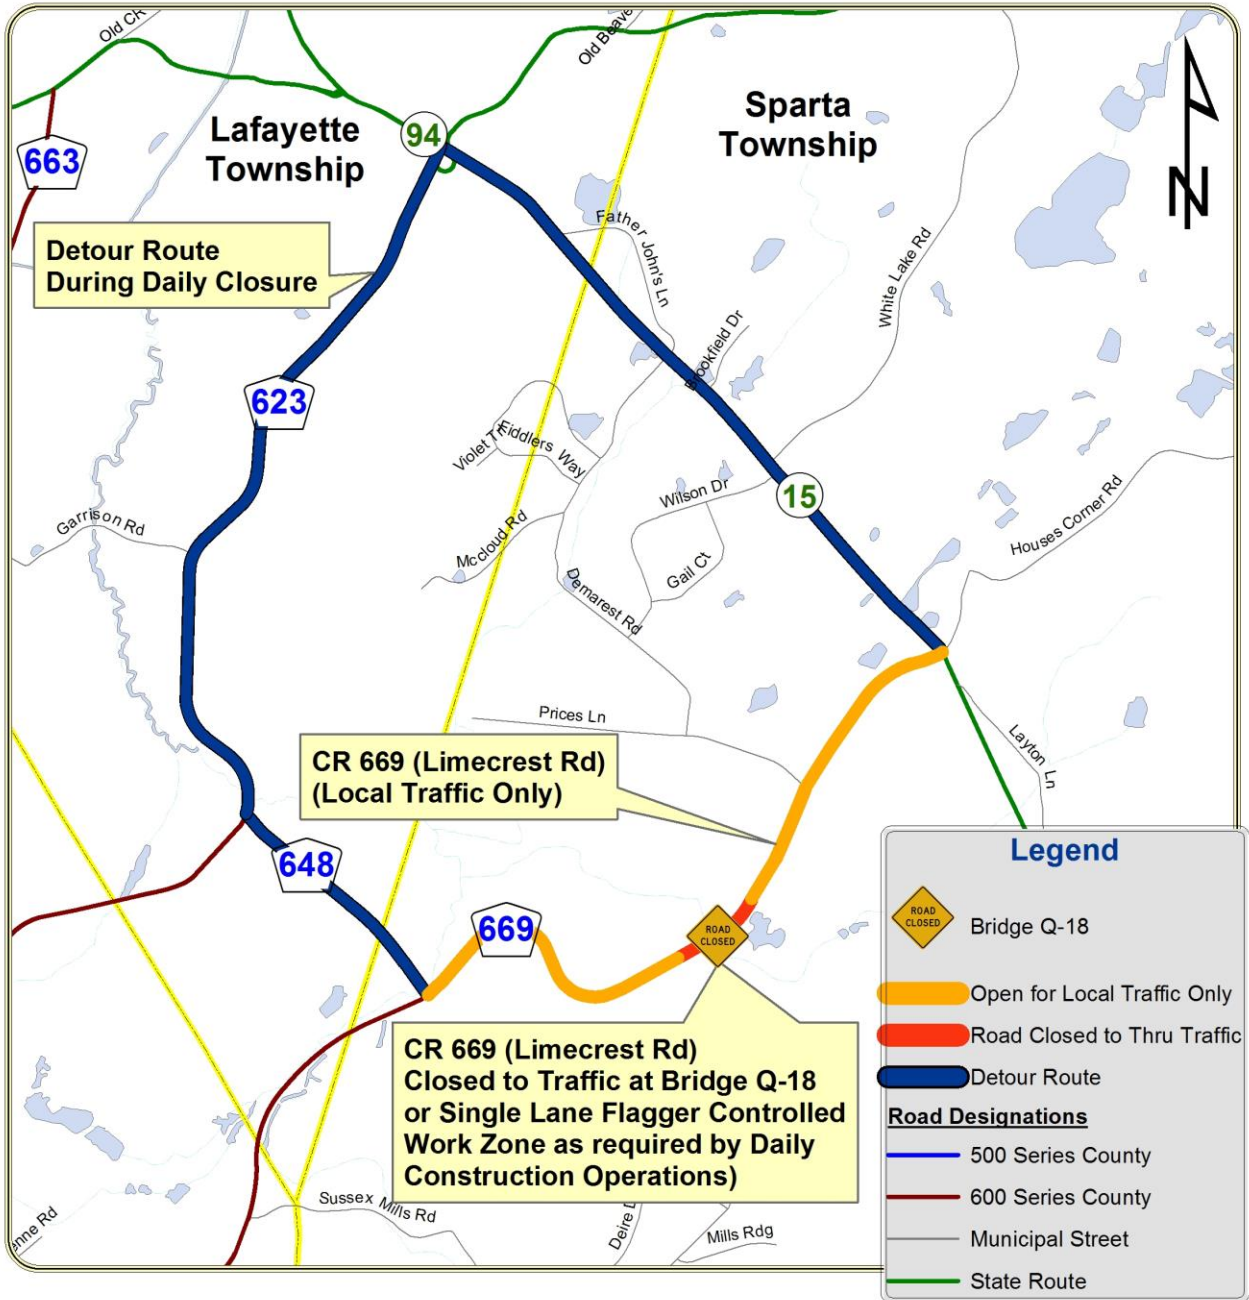 Old CR
Old Beave
94
Lafayette
Township
Sparta
Township
663
N
Detour Route
During Daily Closure
Father John's Ln
White Lake Rd
Brookfield Dr
623
Violet Tr
Fiddlers Way
Wilson Dr
15
Houses Corner Rd
Garrison Rd
Mccloud Rd
Gail Ct
Demarest Rd
Prices Ln
Layton Ln
CR 669 (Limecrest Rd)
(Local Traffic Only)
648
669
ROAD
CLOSED
CR 669 (Limecrest Rd)
Closed to Traffic at Bridge Q-18
or Single Lane Flagger Controlled
Work Zone as required by Daily
Construction Operations)
Sussex Mills Rd
enne Rd
Deire
Mills Rdg
Legend
ROAD
CLOSED
Bridge Q-18
Open for Local Traffic Only
Road Closed to Thru Traffic
Detour Route
Road Designations
500 Series County
600 Series County
Municipal Street
State Route